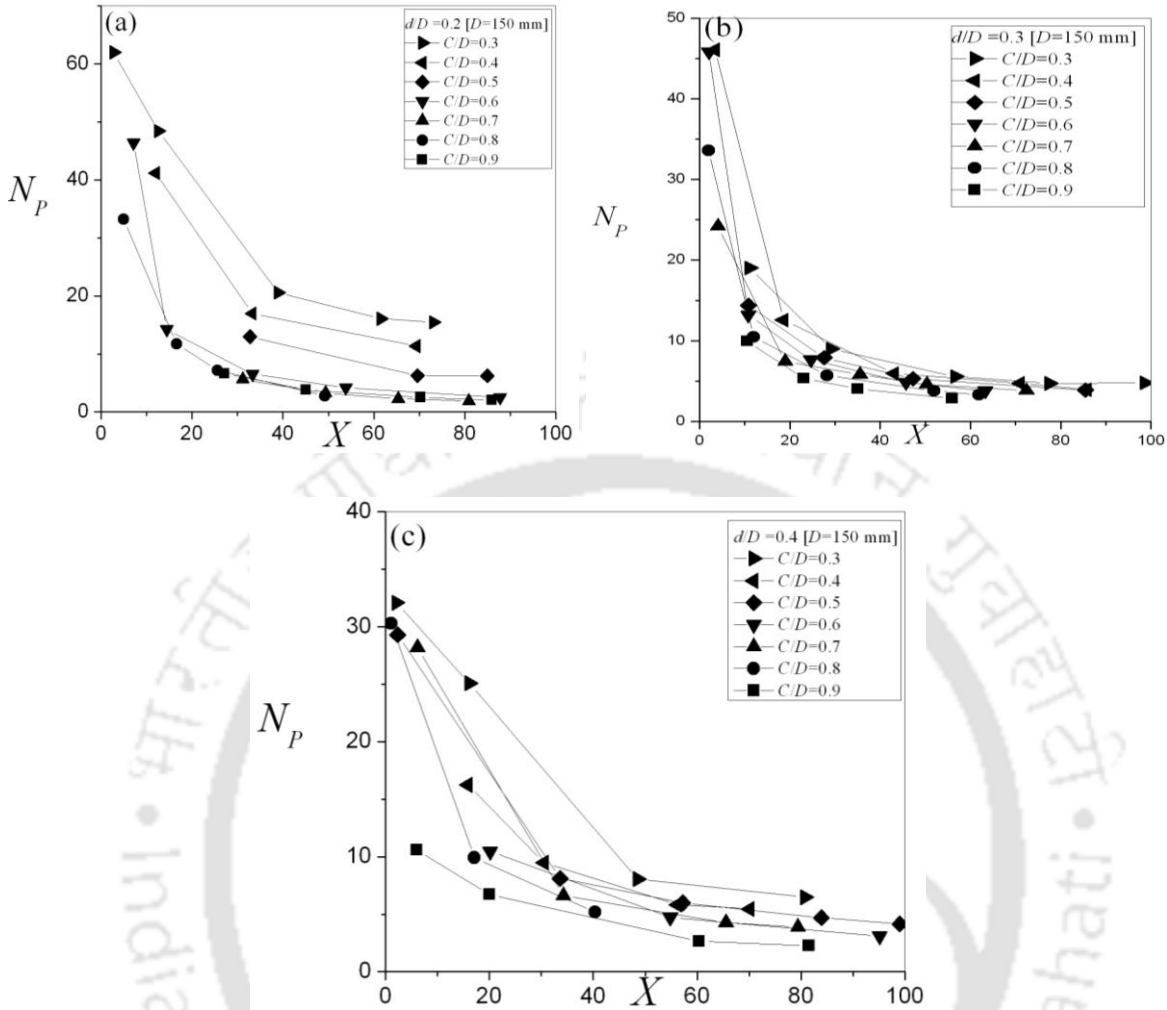 (a)
d/D =0.2 [D=150 mm]
C/D=0.3
C/D=0.4
C/D=0.5
C/D=0.6
C/D=0.7
C/D=0.8
C/D=0.9
60
40
20
0
N_P
0 20 40 60 80 100
X
(b)
d/D =0.3 [D=150 mm]
C/D=0.3
C/D=0.4
C/D=0.5
C/D=0.6
C/D=0.7
C/D=0.8
C/D=0.9
50
40
30
20
10
0
N_P
0 20 40 60 80 100
X
(c)
d/D =0.4 [D=150 mm]
C/D=0.3
C/D=0.4
C/D=0.5
C/D=0.6
C/D=0.7
C/D=0.8
C/D=0.9
40
30
20
10
0
N_P
0 20 40 60 80 100
X